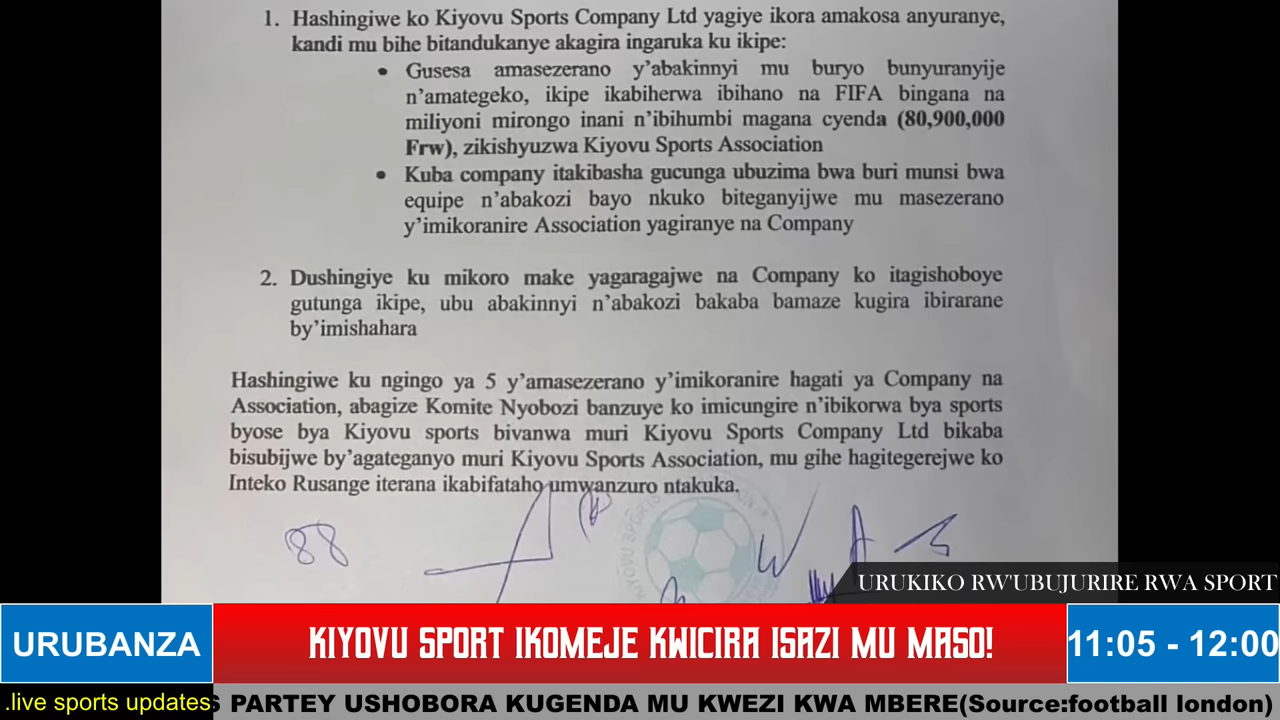 1. Hashingiwe ko Kiyovu Sports Company Ltd yagiye ikora amakosa anyuranye,
kandi mu bihe bitandukanye akagira ingaruka ku ikipe:
• Gusesa amasezerano y’abakinnyi mu buryo bunyuranyije
n’amategeko, ikipe ikabiherwa ibihano na FIFA bingana na
miliyoni mirongo inani n’ibihumbi magana cyenda (80,900,000
Frw), zikishyuzwa Kiyovu Sports Association
• Kuba company itakibasha gucunga ubuzima bwa buri munsi bwa
equipe n’abakozi bayo nkuko biteganyijwe mu masezerano
y’imikoranire Association yagiranye na Company
2. Dushingiye ku mikoro make yagaragajwe na Company ko itagishoboye
gutunga ikipe, ubu abakinnyi n’abakozi bakaba bamaze kugira ibirarane
by’imishahara
Hashingiwe ku ngingo ya 5 y’amasezerano y’imikoranire hagati ya Company na
Association, abagize Komite Nyobozi banzuye ko imicungire n’ibikorwa bya sports
byose bya Kiyovu sports bivanwa muri Kiyovu Sports Company Ltd bikaba
bisubijwe by’agateganyo muri Kiyovu Sports Association, mu gihe hagitegerejwe ko
Inteko Rusange iterana ikabifataho umwanzuro ntakuka.
KIYOVU SPORTS
URUKIKO RW'UBUJURIRE RWA SPORT
URUBANZA
KIYOVU SPORT IKOMEJE KWICIRA ISAZI MU MASO!
11:05 - 12:00
.live sports updates
S PARTEY USHOBORA KUGENDA MU KWEZI KWA MBERE(Source:football london)